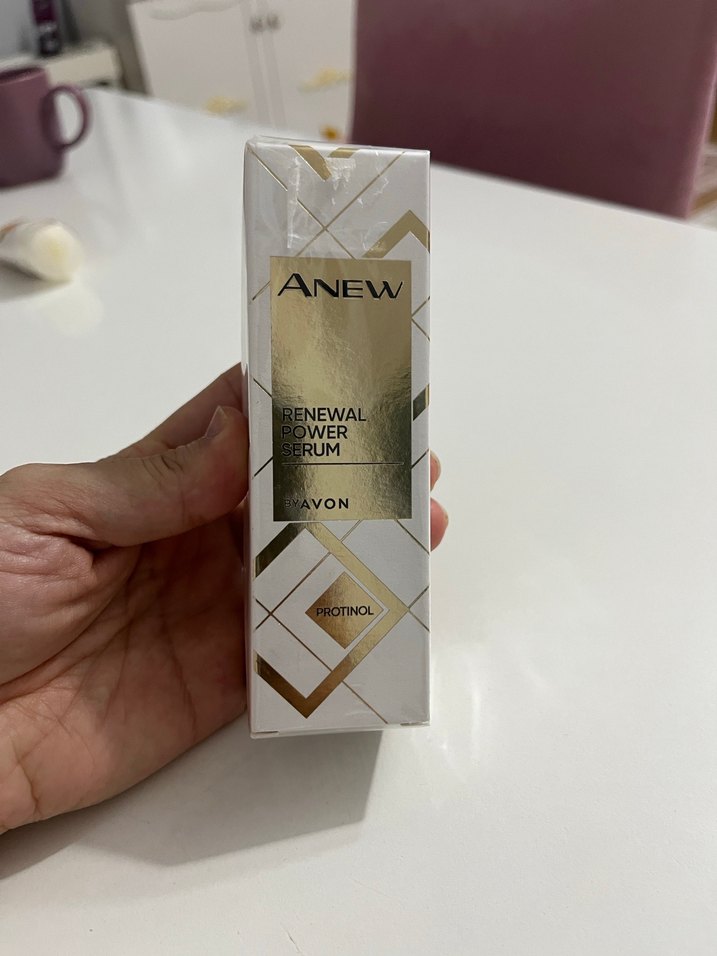 ANEW
RENEWAL
POWER
SERUM
BY AVON
PROTINOL